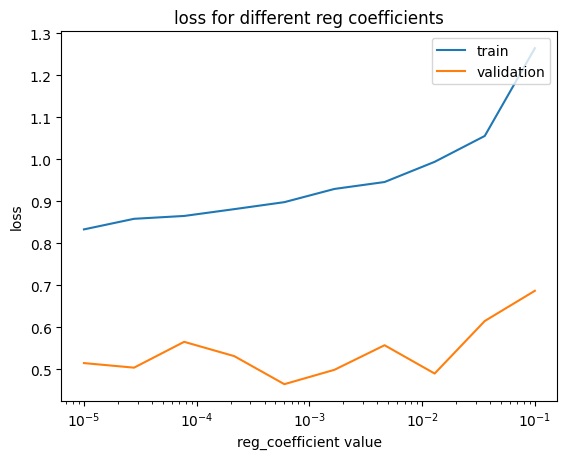 loss for different reg coefficients
train
validation
loss
1.3
1.2
1.1
1.0
0.9
0.8
0.7
0.6
0.5
10⁻⁵ 10⁻⁴ 10⁻³ 10⁻² 10⁻¹
reg_coefficient value